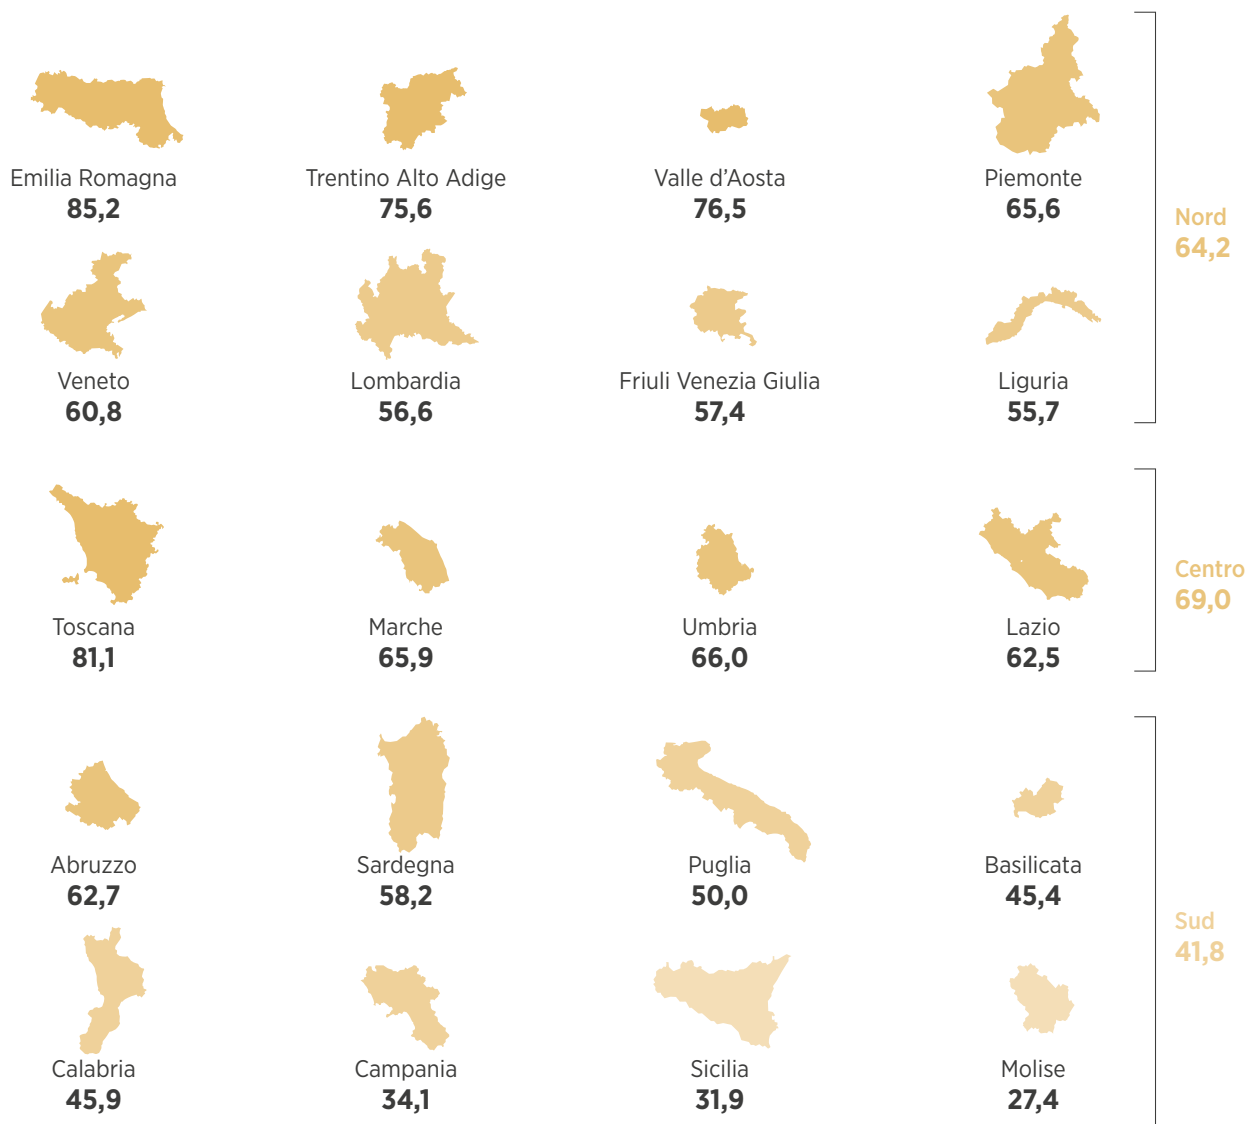 Emilia Romagna
85,2
Trentino Alto Adige
75,6
Valle d’Aosta
76,5
Piemonte
65,6
Nord
64,2
Veneto
60,8
Lombardia
56,6
Friuli Venezia Giulia
57,4
Liguria
55,7
Toscana
81,1
Marche
65,9
Umbria
66,0
Lazio
62,5
Centro
69,0
Abruzzo
62,7
Sardegna
58,2
Puglia
50,0
Basilicata
45,4
Sud
41,8
Calabria
45,9
Campania
34,1
Sicilia
31,9
Molise
27,4